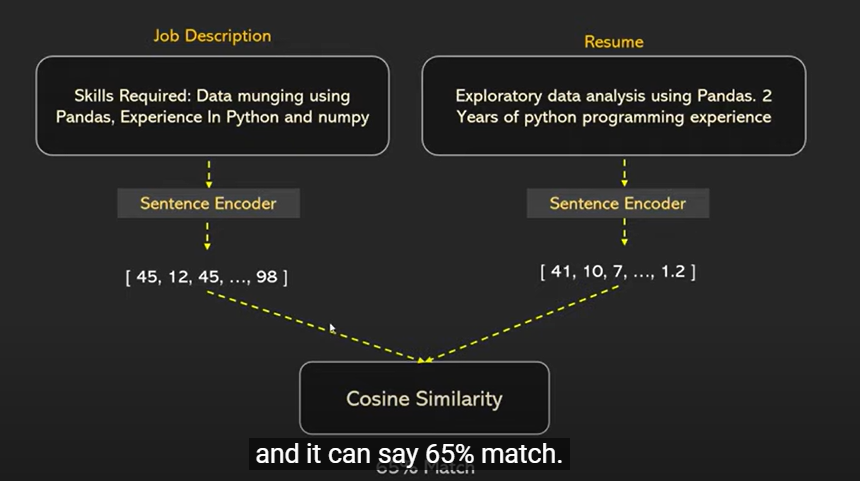 Job Description
Skills Required: Data munging using
Pandas, Experience In Python and numpy
Sentence Encoder
[ 45, 12, 45, ..., 98 ]
Resume
Exploratory data analysis using Pandas. 2
Years of python programming experience
Sentence Encoder
[ 41, 10, 7, ..., 1.2 ]
Cosine Similarity
and it can say 65% match.
65% Match